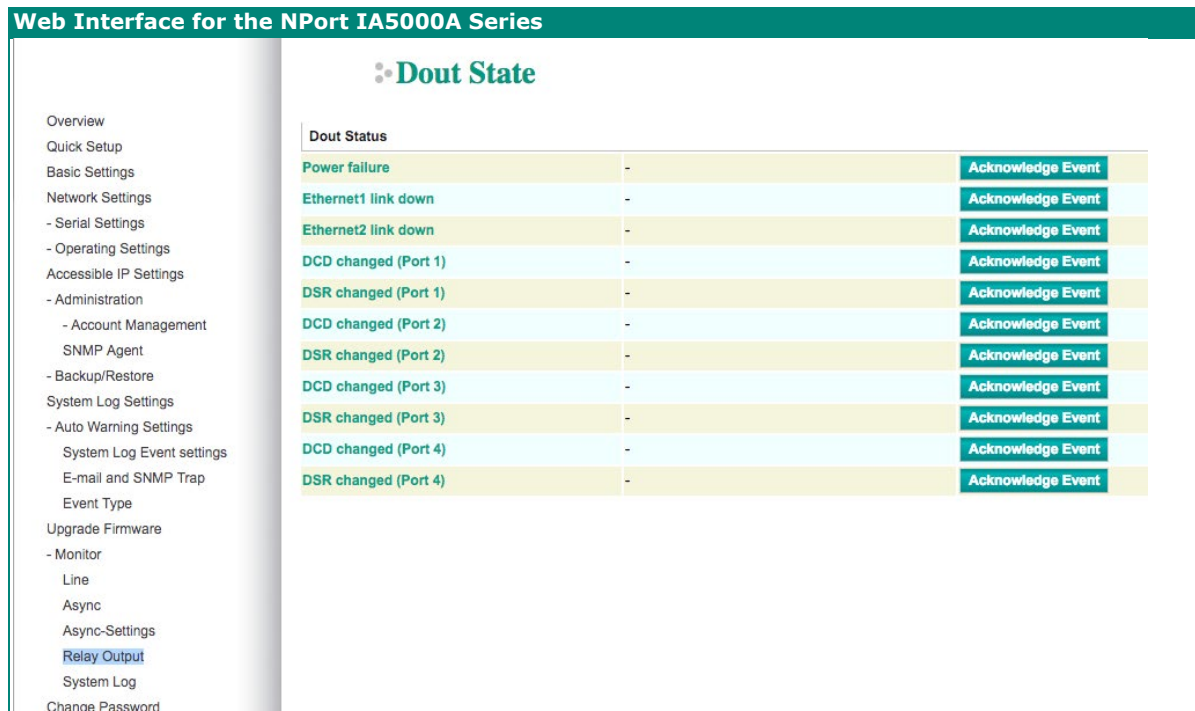 Web Interface for the NPort IA5000A Series
Dout State
Overview
Quick Setup
Basic Settings
Network Settings
- Serial Settings
- Operating Settings
Accessible IP Settings
- Administration
- Account Management
SNMP Agent
- Backup/Restore
System Log Settings
- Auto Warning Settings
System Log Event settings
E-mail and SNMP Trap
Event Type
Upgrade Firmware
- Monitor
Line
Async
Async-Settings
Relay Output
System Log
Change Password
Dout Status
Power failure - Acknowledge Event
Ethernet1 link down - Acknowledge Event
Ethernet2 link down - Acknowledge Event
DCD changed (Port 1) - Acknowledge Event
DSR changed (Port 1) - Acknowledge Event
DCD changed (Port 2) - Acknowledge Event
DSR changed (Port 2) - Acknowledge Event
DCD changed (Port 3) - Acknowledge Event
DSR changed (Port 3) - Acknowledge Event
DCD changed (Port 4) - Acknowledge Event
DSR changed (Port 4) - Acknowledge Event